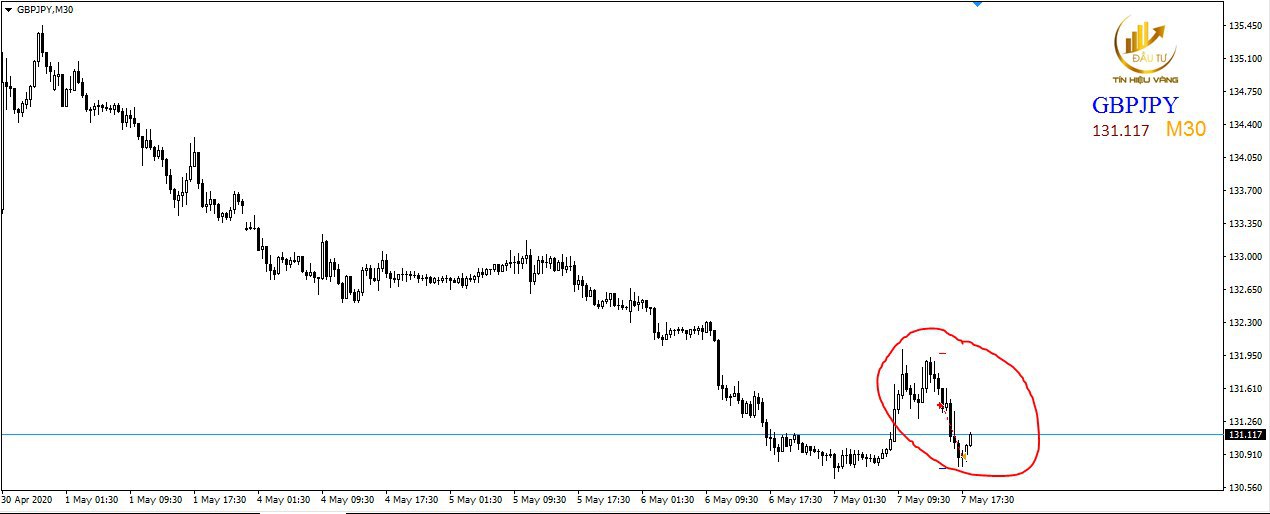 GBPJPY,M30
ĐẦU TƯ
TÍN HIỆU VÀNG
GBPJPY
131.117 M30
135.450
135.100
134.750
134.400
134.050
133.700
133.350
133.000
132.650
132.300
131.950
131.610
131.260
131.117
130.910
130.560
30 Apr 2020 1 May 01:30 1 May 09:30 1 May 17:30 4 May 01:30 4 May 09:30 4 May 17:30 5 May 01:30 5 May 09:30 5 May 17:30 6 May 01:30 6 May 09:30 6 May 17:30 7 May 01:30 7 May 09:30 7 May 17:30